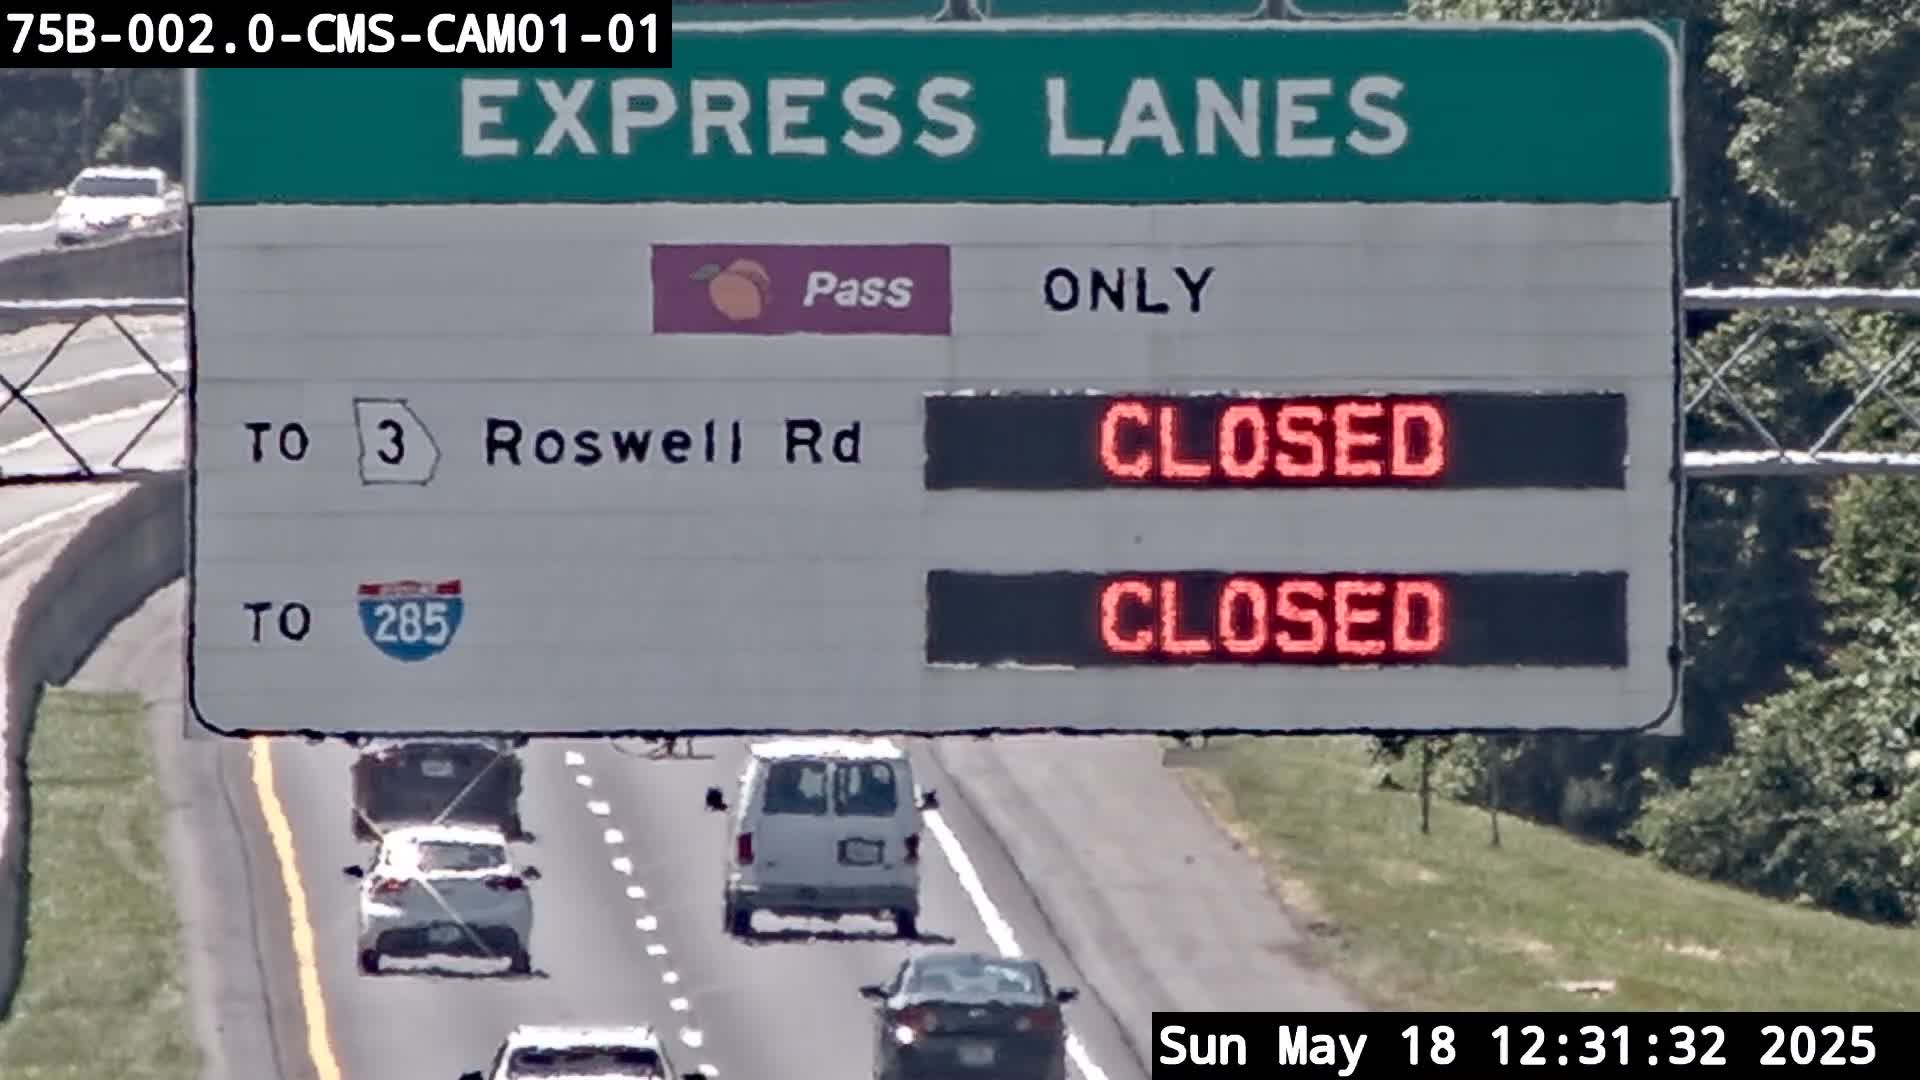 75B-002.0-CMS-CAM01-01
EXPRESS LANES
Pass ONLY
TO 3 Roswell Rd CLOSED
TO 285 CLOSED
Sun May 18 12:31:32 2025